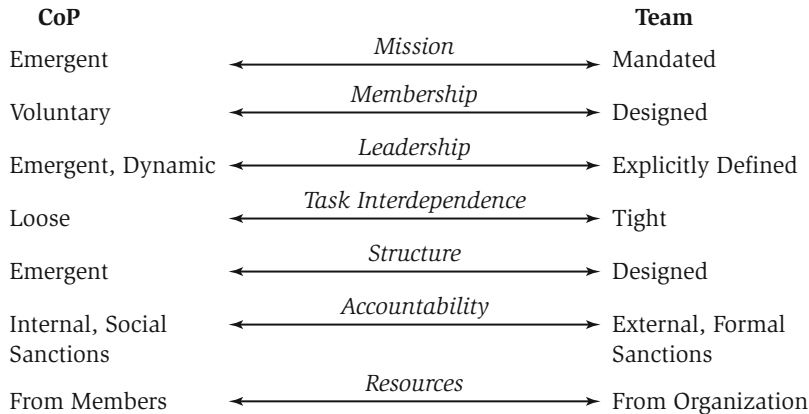 CoP Team
Mission
Emergent Mandated
Membership
Voluntary Designed
Leadership
Emergent, Dynamic Explicitly Defined
Task Interdependence
Loose Tight
Structure
Emergent Designed
Accountability
Internal, Social External, Formal
Sanctions Sanctions
Resources
From Members From Organization